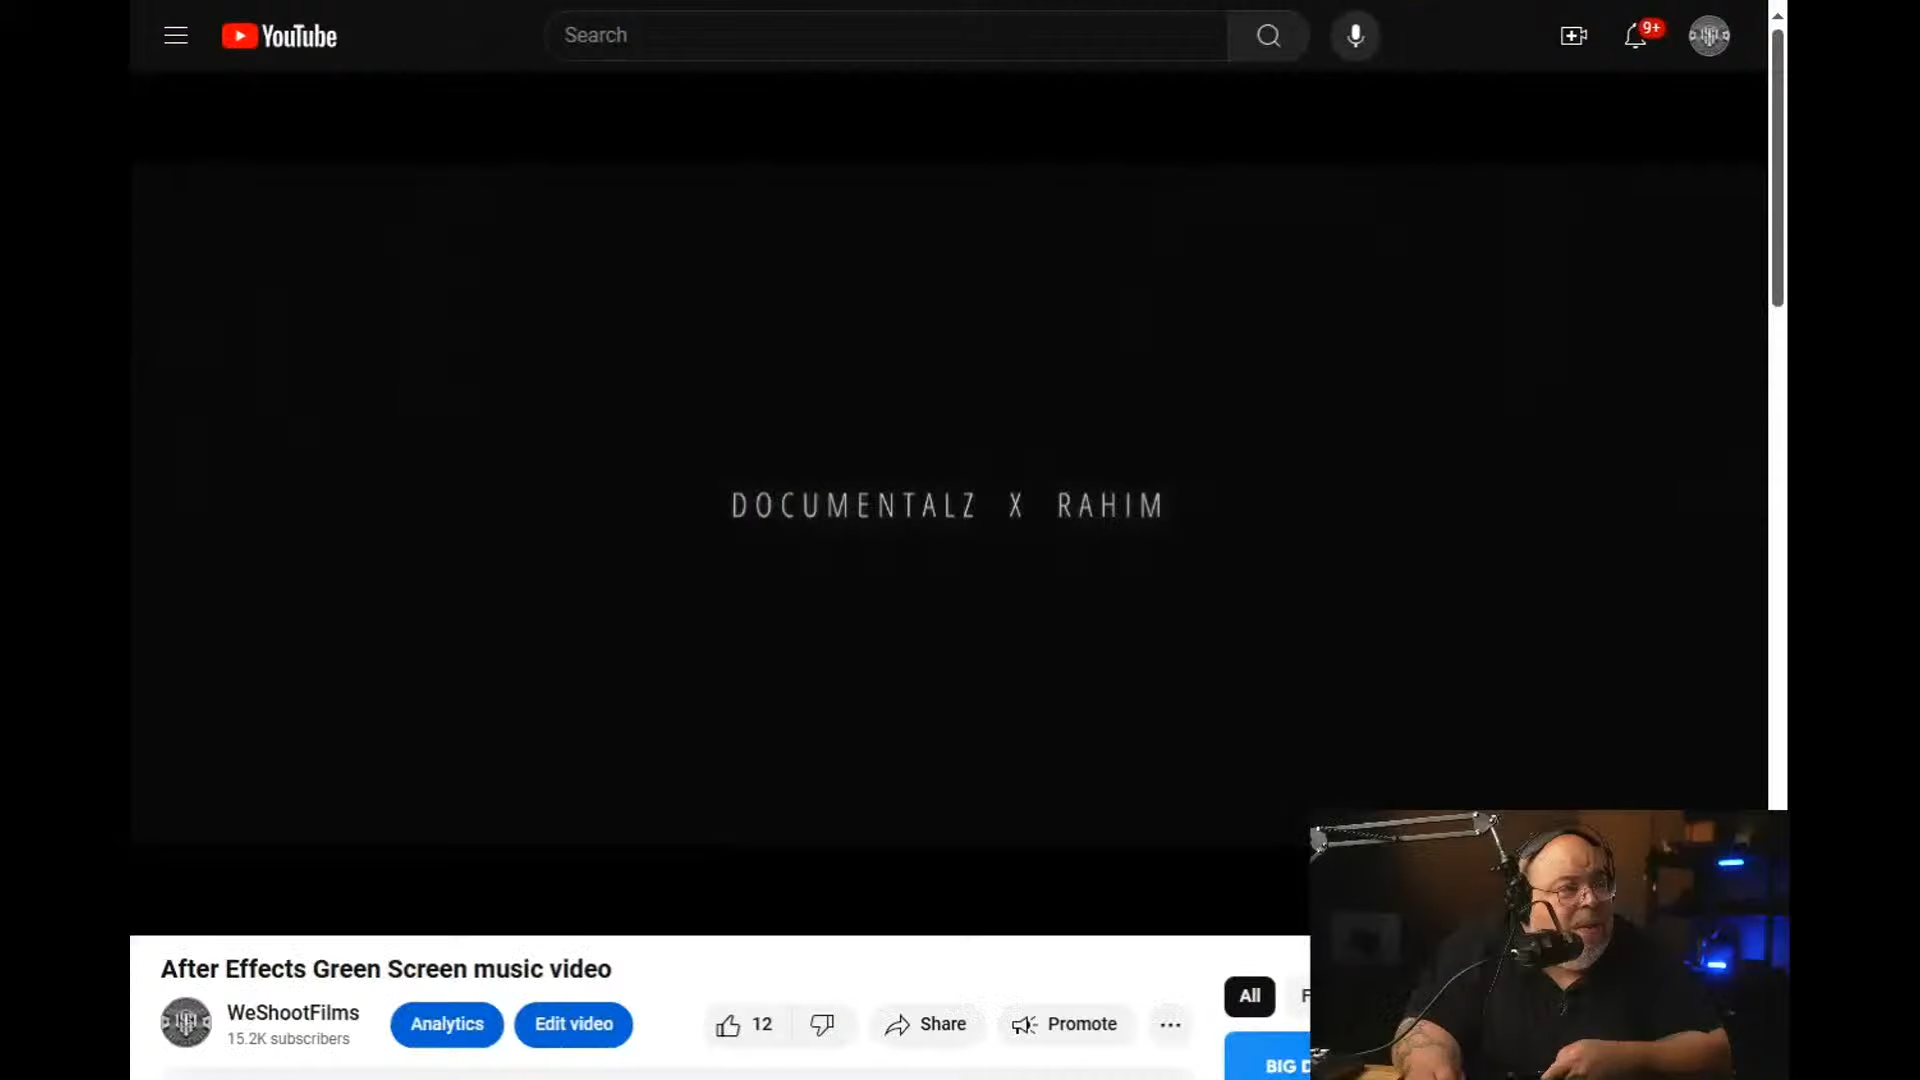 YouTube
Search
9+
DOCUMENTALZ X RAHIM
After Effects Green Screen music video
WeShootFilms
15.2K subscribers
Analytics
Edit video
12
Share
Promote
All
BIG